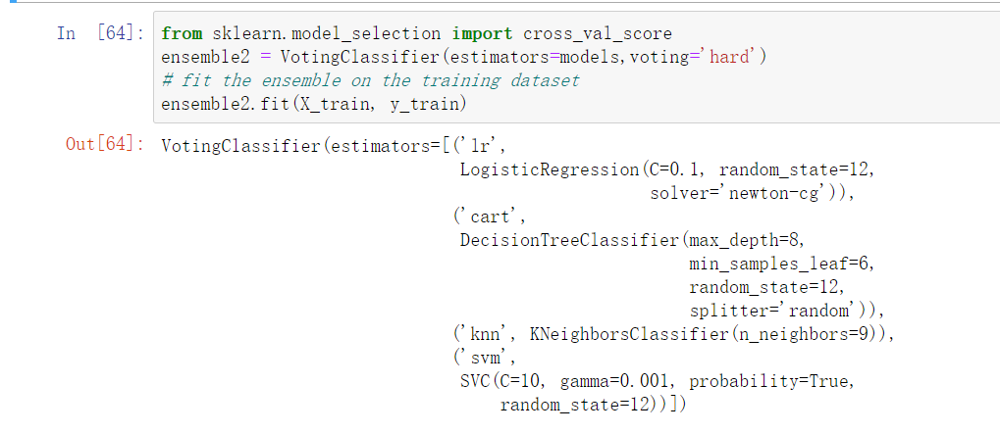 In [64]: from sklearn.model_selection import cross_val_score
ensemble2 = VotingClassifier(estimators=models,voting='hard')
# fit the ensemble on the training dataset
ensemble2.fit(X_train, y_train)
Out[64]: VotingClassifier(estimators=[('lr',
LogisticRegression(C=0.1, random_state=12,
solver='newton-cg')),
('cart',
DecisionTreeClassifier(max_depth=8,
min_samples_leaf=6,
random_state=12,
splitter='random')),
('knn', KNeighborsClassifier(n_neighbors=9)),
('svm',
SVC(C=10, gamma=0.001, probability=True,
random_state=12))])